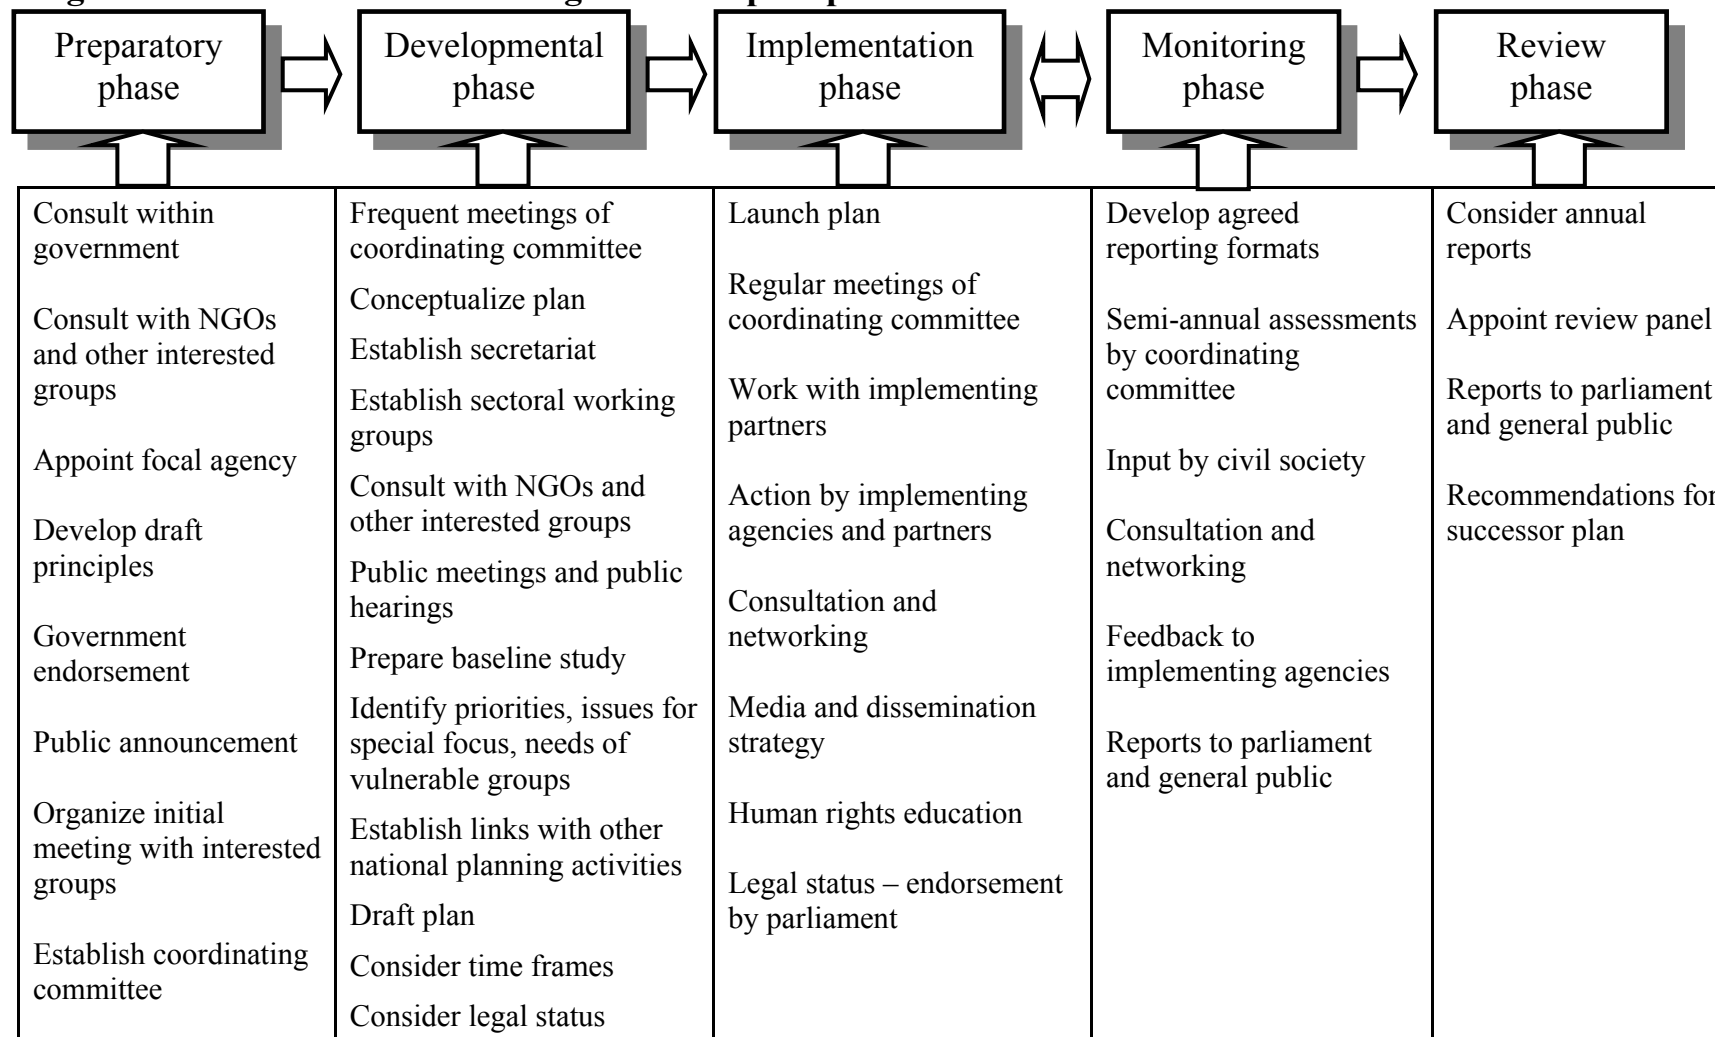 Preparatory
phase
Developmental
phase
Implementation
phase
Monitoring
phase
Review
phase
Consult within
government
Consult with NGOs
and other interested
groups
Appoint focal agency
Develop draft
principles
Government
endorsement
Public announcement
Organize initial
meeting with interested
groups
Establish coordinating
committee
Frequent meetings of
coordinating committee
Conceptualize plan
Establish secretariat
Establish sectoral working
groups
Consult with NGOs and
other interested groups
Public meetings and public
hearings
Prepare baseline study
Identify priorities, issues for
special focus, needs of
vulnerable groups
Establish links with other
national planning activities
Draft plan
Consider time frames
Consider legal status
Launch plan
Regular meetings of
coordinating committee
Work with implementing
partners
Action by implementing
agencies and partners
Consultation and
networking
Media and dissemination
strategy
Human rights education
Legal status – endorsement
by parliament
Develop agreed
reporting formats
Semi-annual assessments
by coordinating
committee
Input by civil society
Consultation and
networking
Feedback to
implementing agencies
Reports to parliament
and general public
Consider annual
reports
Appoint review panel
Reports to parliament
and general public
Recommendations for
successor plan